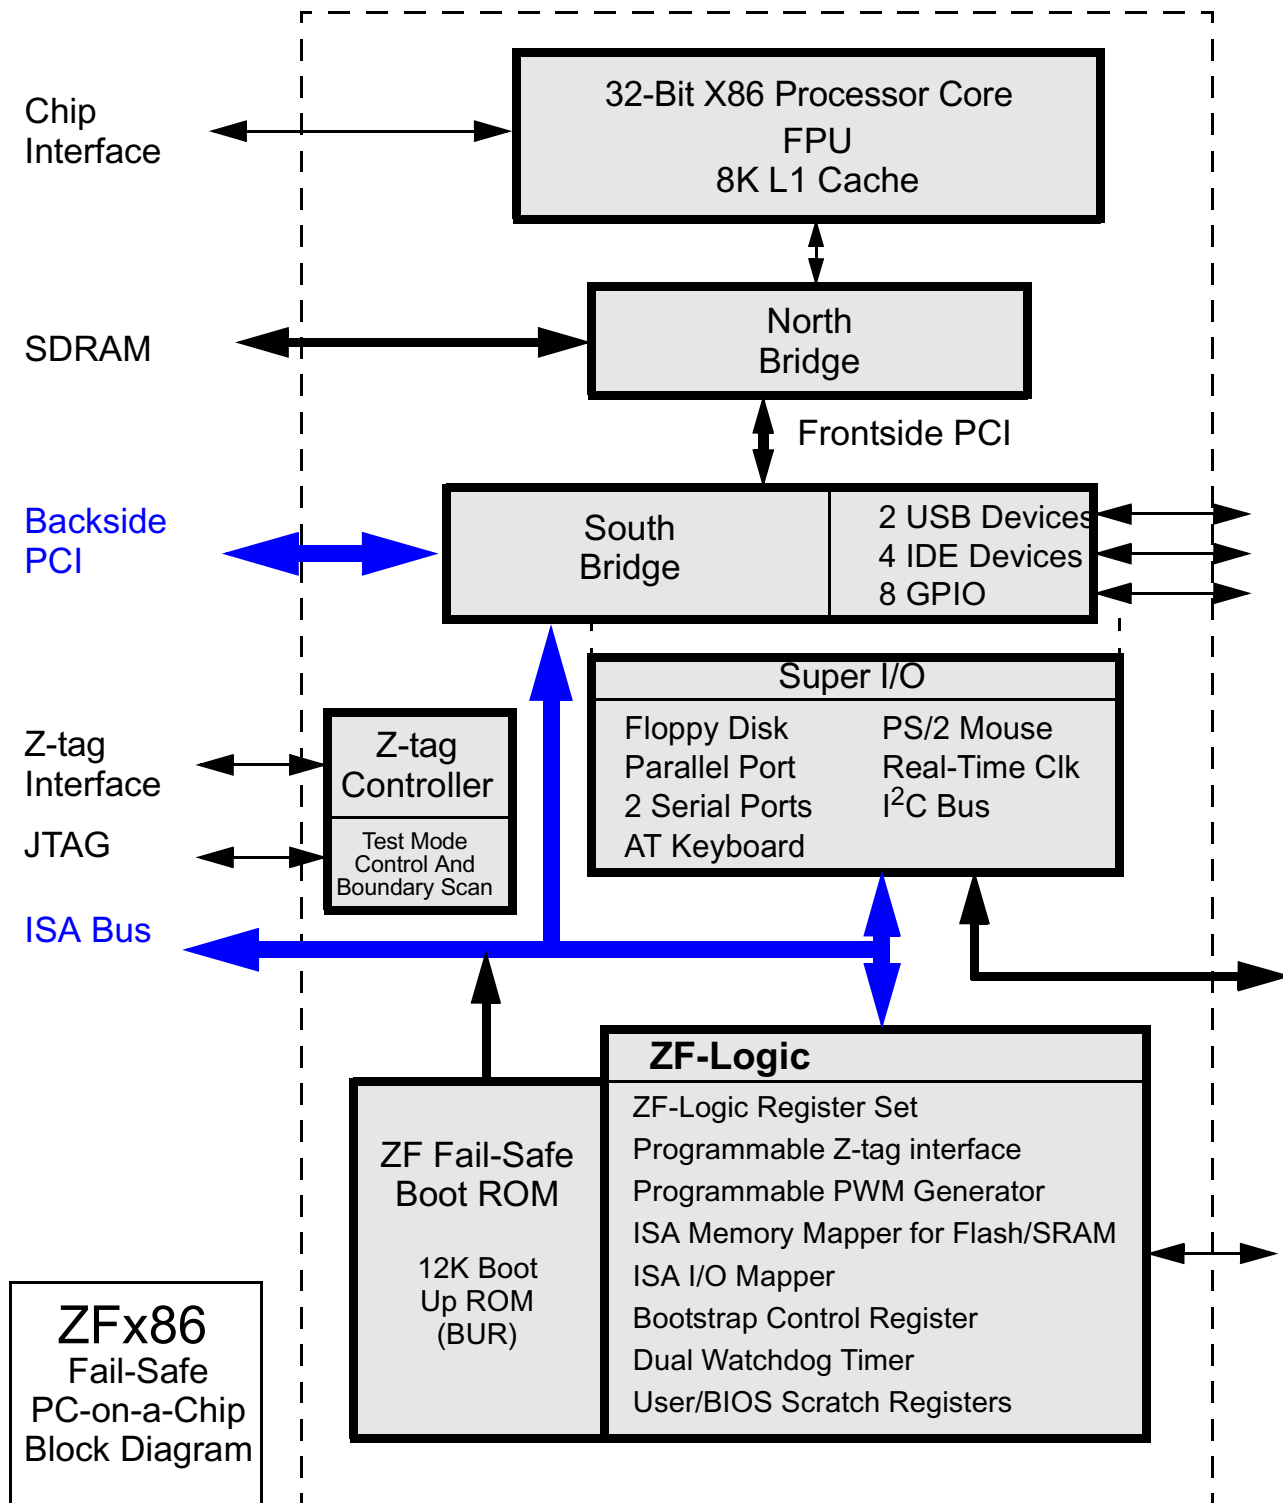 Chip
Interface
32-Bit X86 Processor Core
FPU
8K L1 Cache
SDRAM
North
Bridge
Frontside PCI
Backside
PCI
South
Bridge
2 USB Devices
4 IDE Devices
8 GPIO
Super I/O
Floppy Disk
Parallel Port
2 Serial Ports
AT Keyboard
PS/2 Mouse
Real-Time Clk
I²C Bus
Z-tag
Interface
JTAG
Z-tag
Controller
Test Mode
Control And
Boundary Scan
ISA Bus
ZF Fail-Safe
Boot ROM
12K Boot
Up ROM
(BUR)
ZF-Logic
ZF-Logic Register Set
Programmable Z-tag interface
Programmable PWM Generator
ISA Memory Mapper for Flash/SRAM
ISA I/O Mapper
Bootstrap Control Register
Dual Watchdog Timer
User/BIOS Scratch Registers
ZFx86
Fail-Safe
PC-on-a-Chip
Block Diagram